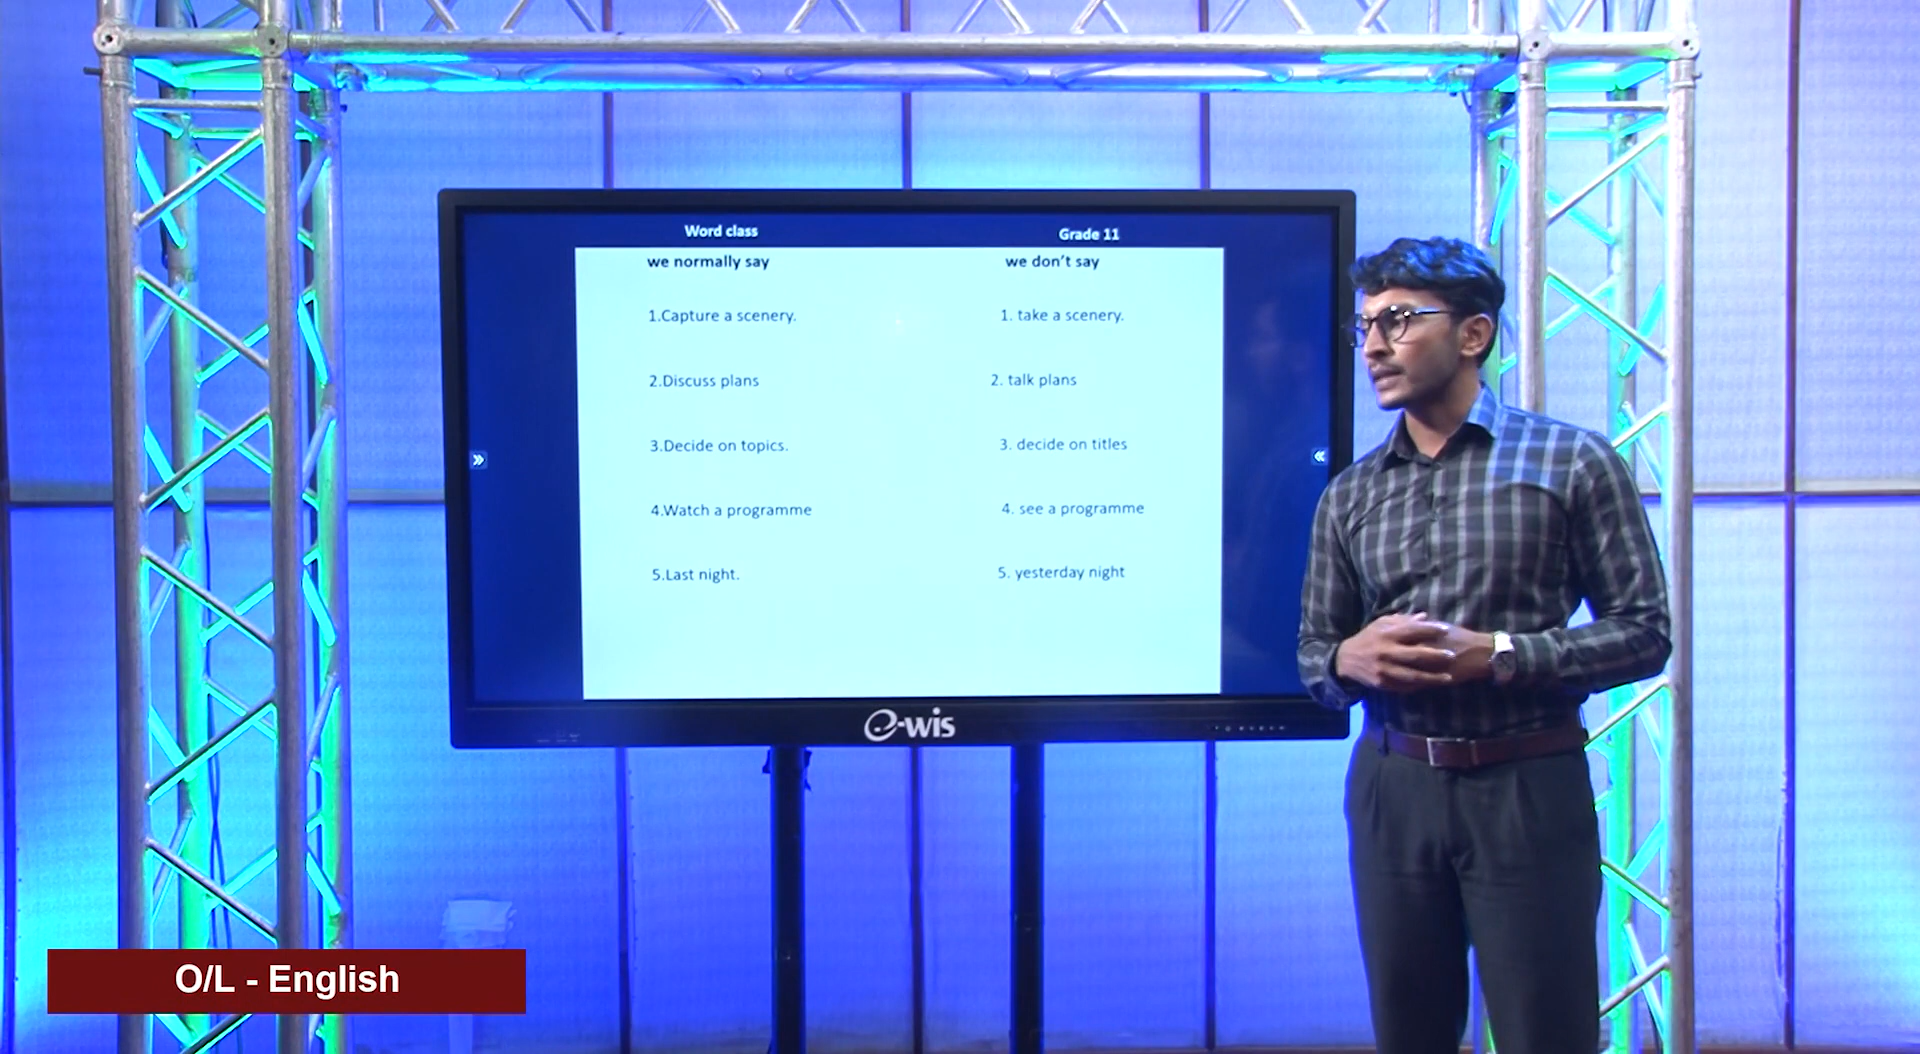 Word class Grade 11
we normally say we don't say
1.Capture a scenery. 1. take a scenery.
2.Discuss plans 2. talk plans
3.Decide on topics. 3. decide on titles
4.Watch a programme 4. see a programme
5.Last night. 5. yesterday night
e-wis
O/L - English